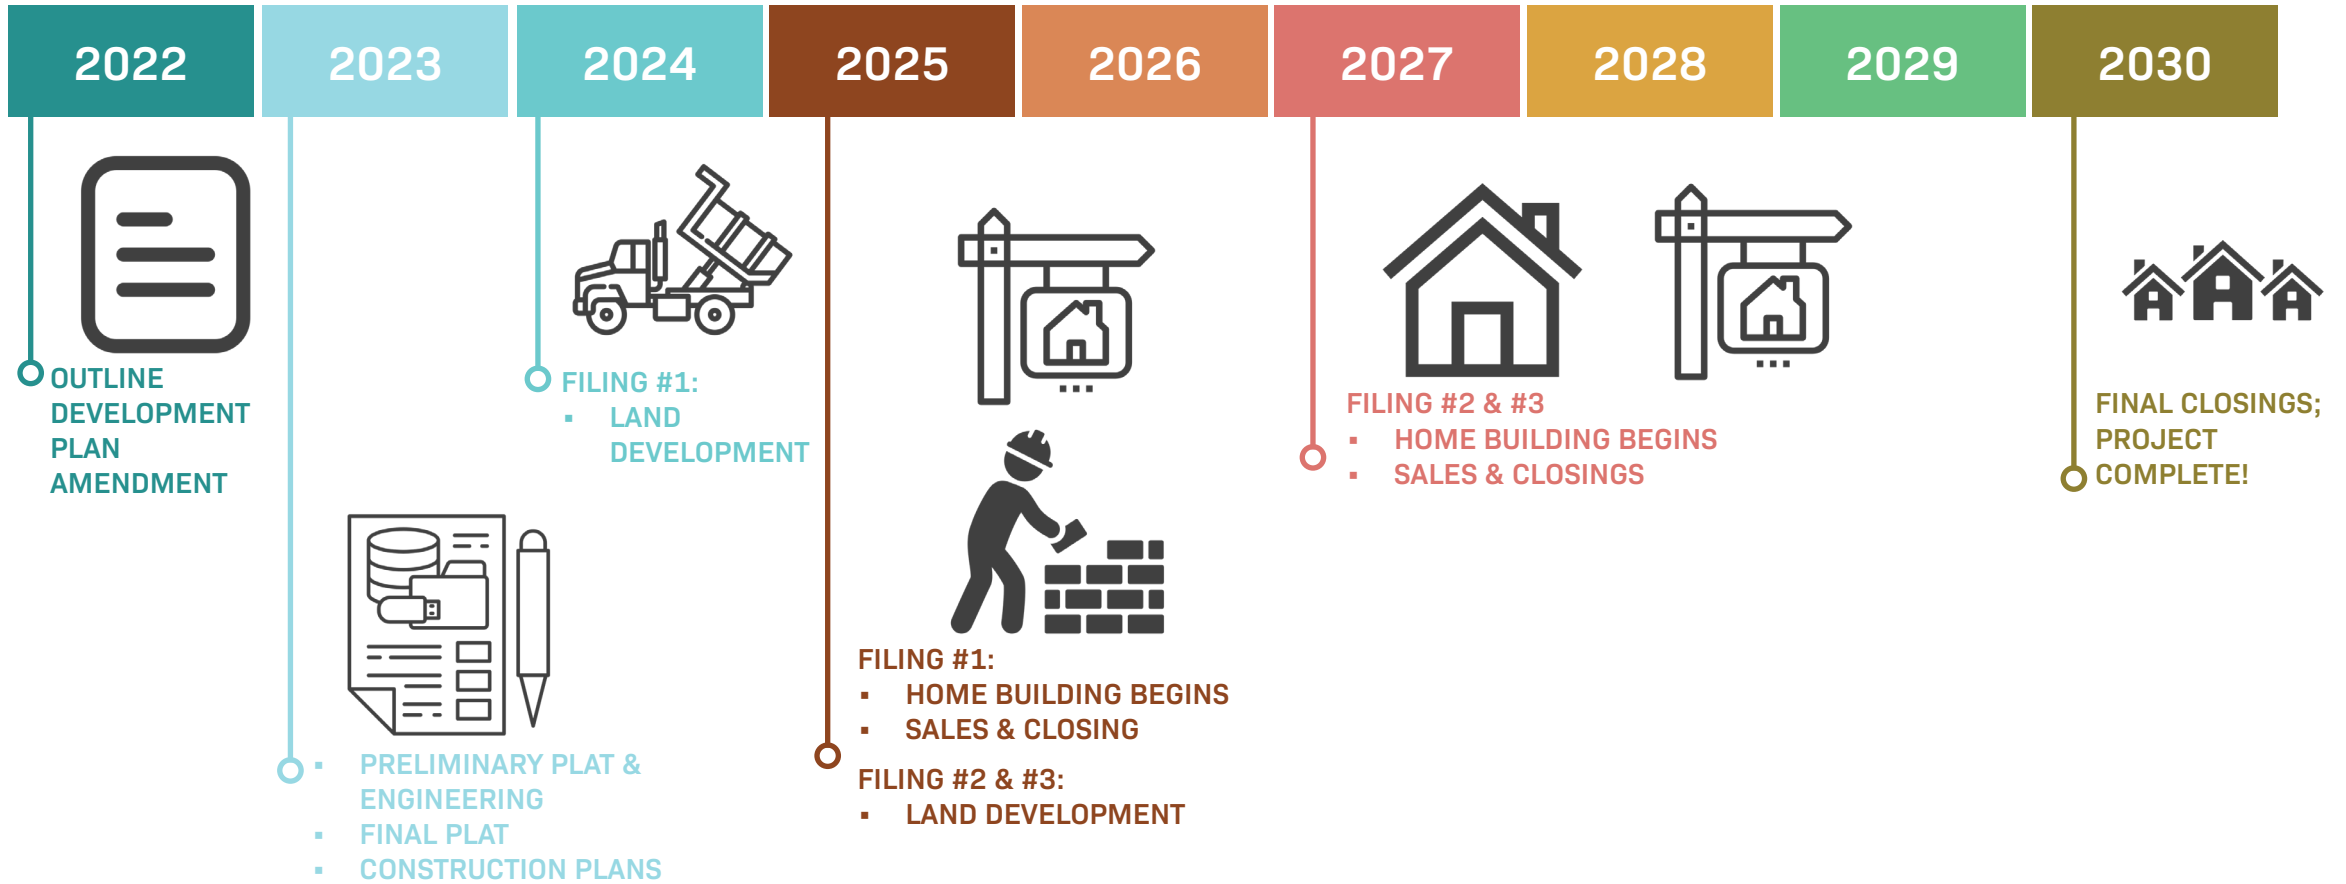 2022
2023
2024
2025
2026
2027
2028
2029
2030
OUTLINE
DEVELOPMENT
PLAN
AMENDMENT
▪ PRELIMINARY PLAT &
ENGINEERING
▪ FINAL PLAT
▪ CONSTRUCTION PLANS
FILING #1:
▪ LAND
DEVELOPMENT
FILING #1:
▪ HOME BUILDING BEGINS
▪ SALES & CLOSING
FILING #2 & #3:
▪ LAND DEVELOPMENT
FILING #2 & #3
▪ HOME BUILDING BEGINS
▪ SALES & CLOSINGS
FINAL CLOSINGS;
PROJECT
COMPLETE!